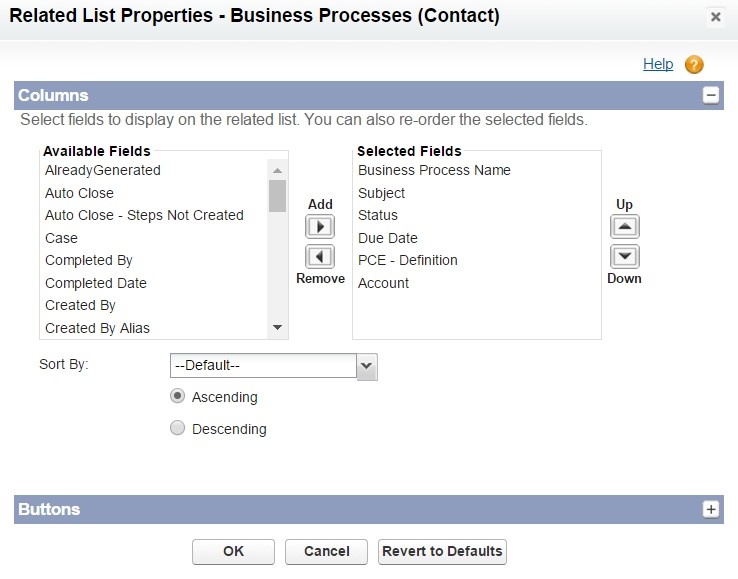 Related List Properties - Business Processes (Contact)
Help
Columns
Select fields to display on the related list. You can also re-order the selected fields.
Available Fields
AlreadyGenerated
Auto Close
Auto Close - Steps Not Created
Case
Completed By
Completed Date
Created By
Created By Alias
Add
Remove
Selected Fields
Business Process Name
Subject
Status
Due Date
PCE - Definition
Account
Up
Down
Sort By:
--Default--
Ascending
Descending
Buttons
OK
Cancel
Revert to Defaults